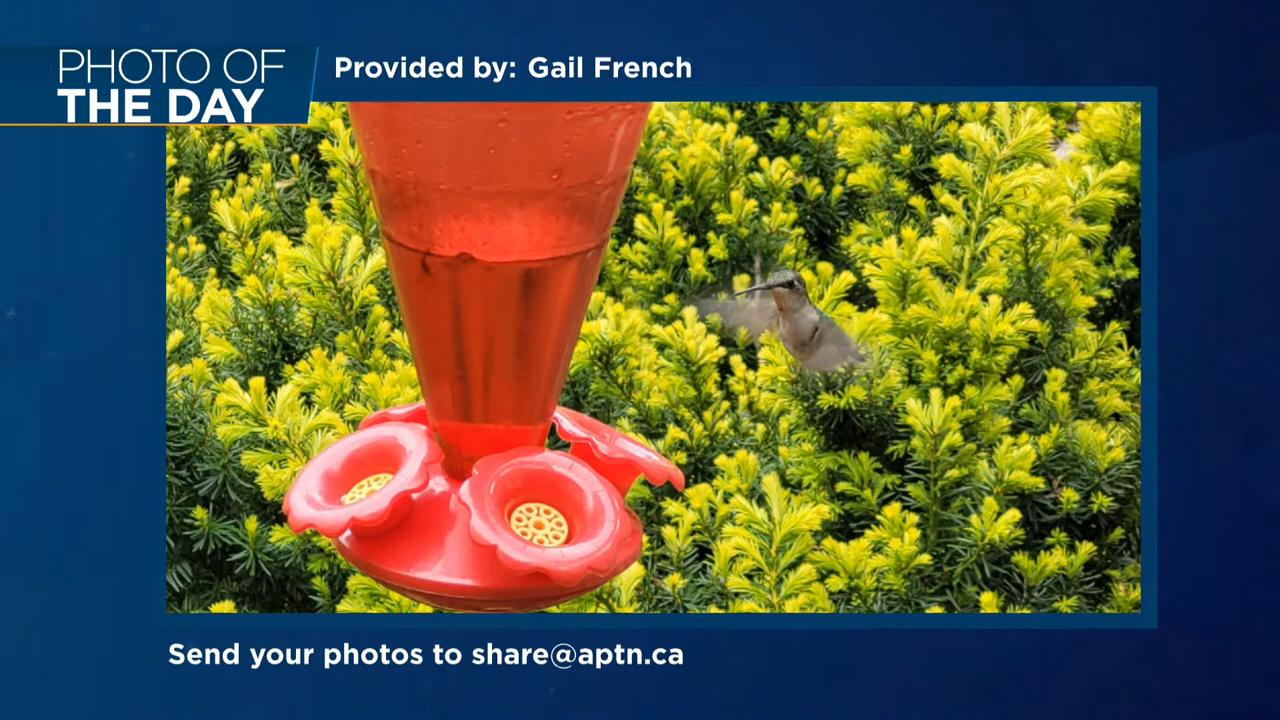 PHOTO OF
THE DAY
Provided by: Gail French
Send your photos to share@aptn.ca